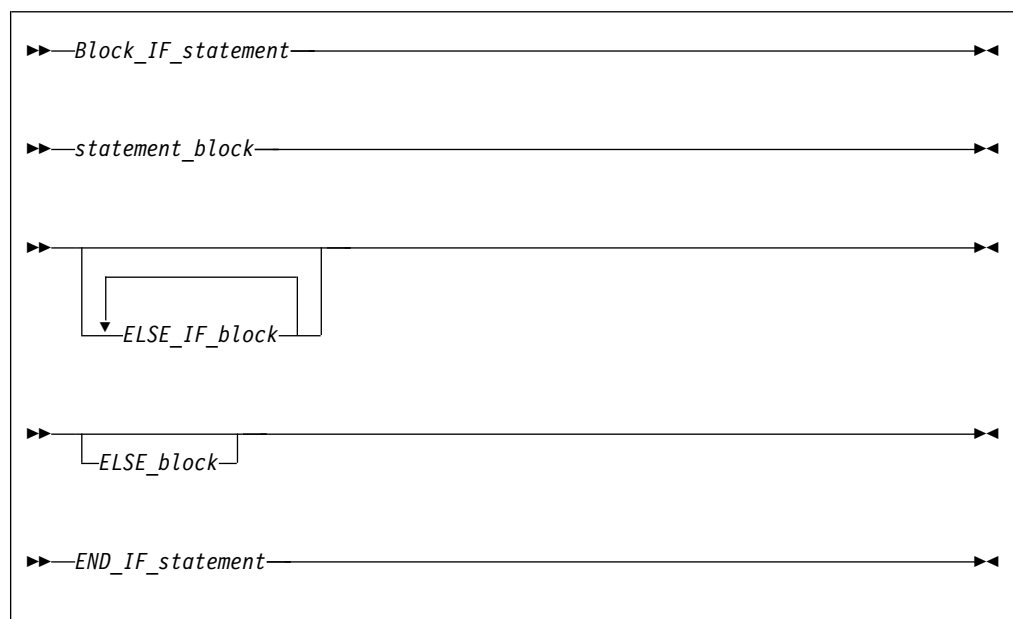 Block_IF_statement
statement_block
ELSE_IF_block
ELSE_block
END_IF_statement